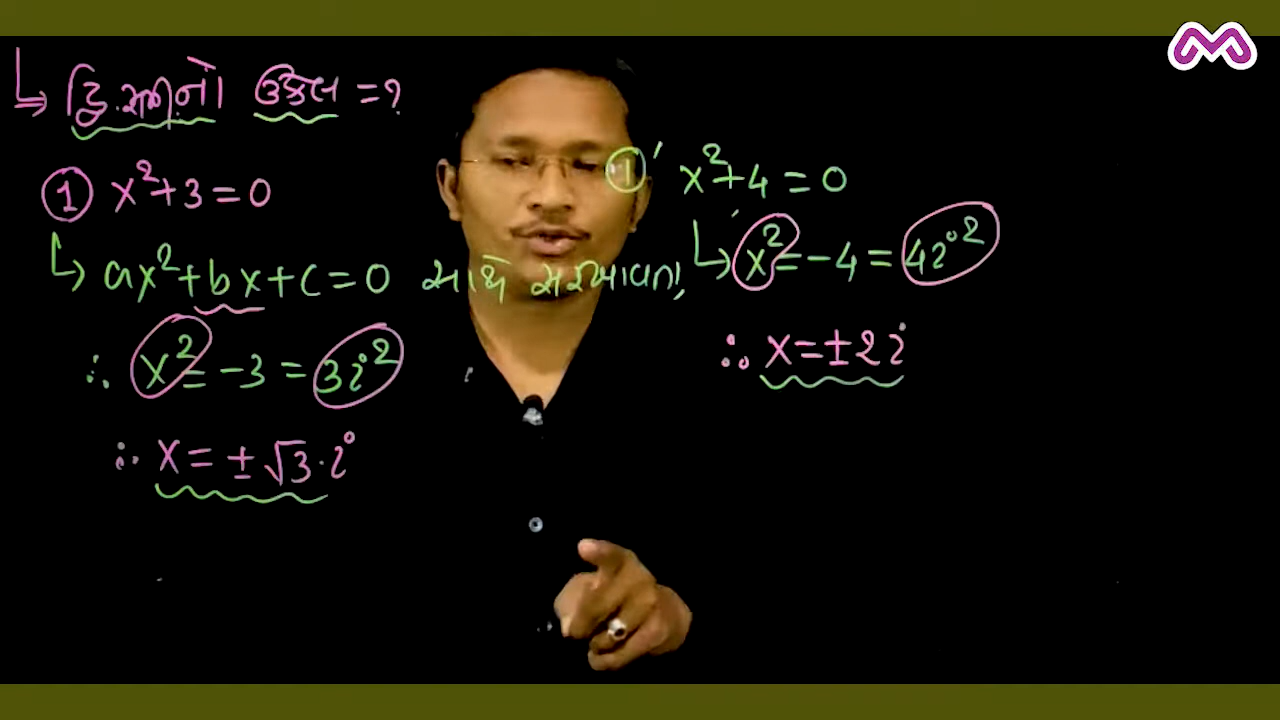 ↳ દ્વિ.સમી.નો ઉકેલ = ?
① x² + 3 = 0
↳ ax² + bx + c = 0 સાથે સરખાવતા,
∴ x² = -3 = 3i²
∴ x = ± √3 · i
①' x² + 4 = 0
↳ x² = -4 = 4i²
∴ x = ± 2i